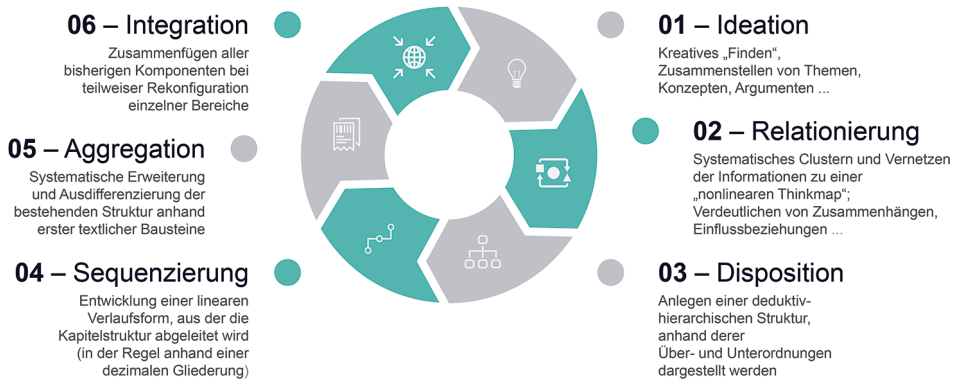 01 – Ideation
Kreatives „Finden“,
Zusammenstellen von Themen,
Konzepten, Argumenten ...
02 – Relationierung
Systematisches Clustern und Vernetzen
der Informationen zu einer
„nonlinearen Thinkmap“;
Verdeutlichen von Zusammenhängen,
Einflussbeziehungen ...
03 – Disposition
Anlegen einer deduktiv-
hierarchischen Struktur,
anhand derer
Über- und Unterordnungen
dargestellt werden
04 – Sequenzierung
Entwicklung einer linearen
Verlaufsform, aus der die
Kapitelstruktur abgeleitet wird
(in der Regel anhand einer
dezimalen Gliederung)
05 – Aggregation
Systematische Erweiterung
und Ausdifferenzierung der
bestehenden Struktur anhand
erster textlicher Bausteine
06 – Integration
Zusammenfügen aller
bisherigen Komponenten bei
teilweiser Rekonfiguration
einzelner Bereiche